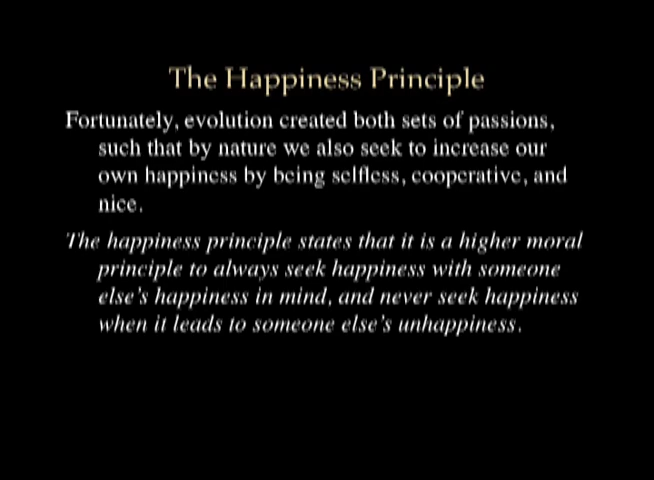 The Happiness Principle
Fortunately, evolution created both sets of passions,
such that by nature we also seek to increase our
own happiness by being selfless, cooperative, and
nice.
The happiness principle states that it is a higher moral
principle to always seek happiness with someone
else's happiness in mind, and never seek happiness
when it leads to someone else's unhappiness.